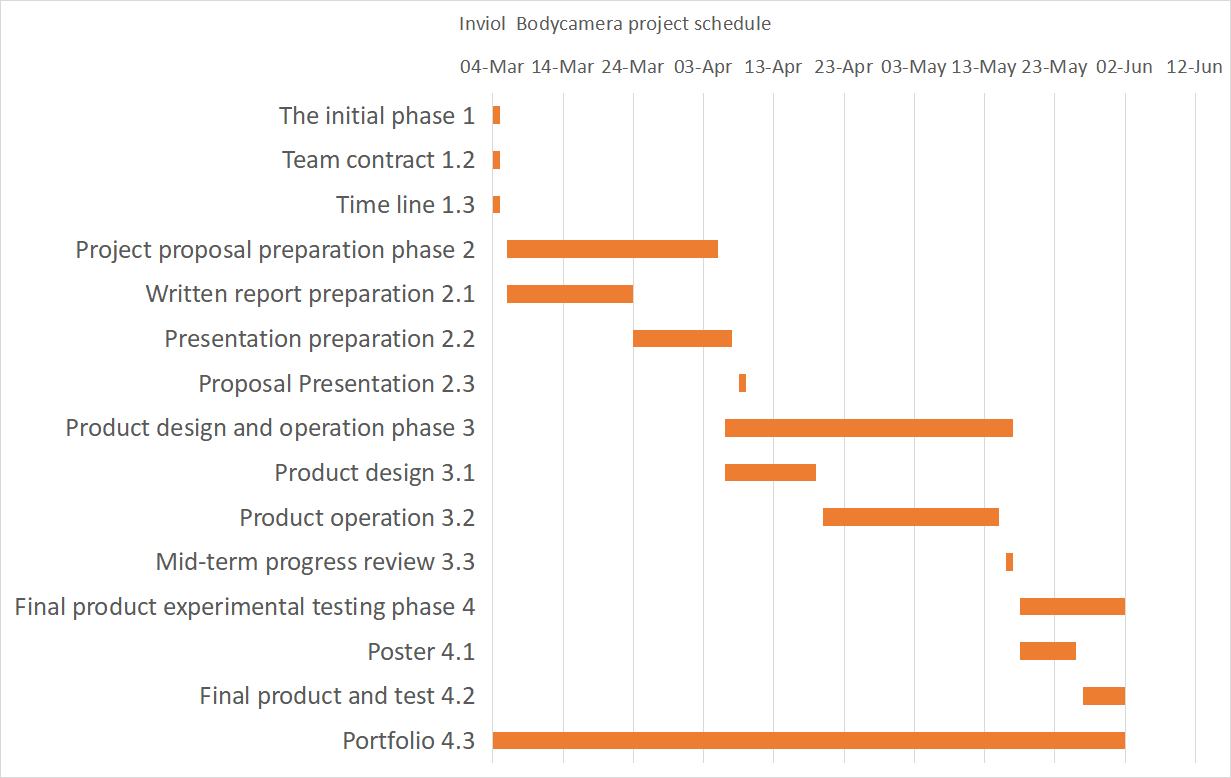 Inviol  Bodycamera project schedule
04-Mar 14-Mar 24-Mar 03-Apr 13-Apr 23-Apr 03-May 13-May 23-May 02-Jun 12-Jun
The initial phase 1
Team contract 1.2
Time line 1.3
Project proposal preparation phase 2
Written report preparation 2.1
Presentation preparation 2.2
Proposal Presentation 2.3
Product design and operation phase 3
Product design 3.1
Product operation 3.2
Mid-term progress review 3.3
Final product experimental testing phase 4
Poster 4.1
Final product and test 4.2
Portfolio 4.3